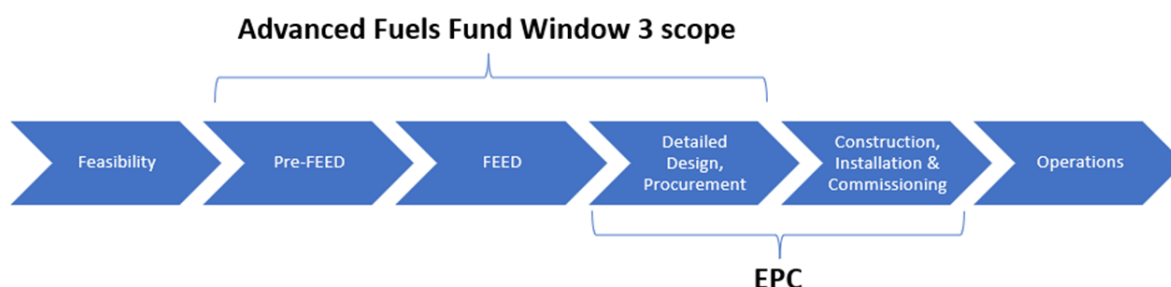 Advanced Fuels Fund Window 3 scope
Feasibility
Pre-FEED
FEED
Detailed
Design,
Procurement
Construction,
Installation &
Commissioning
Operations
EPC